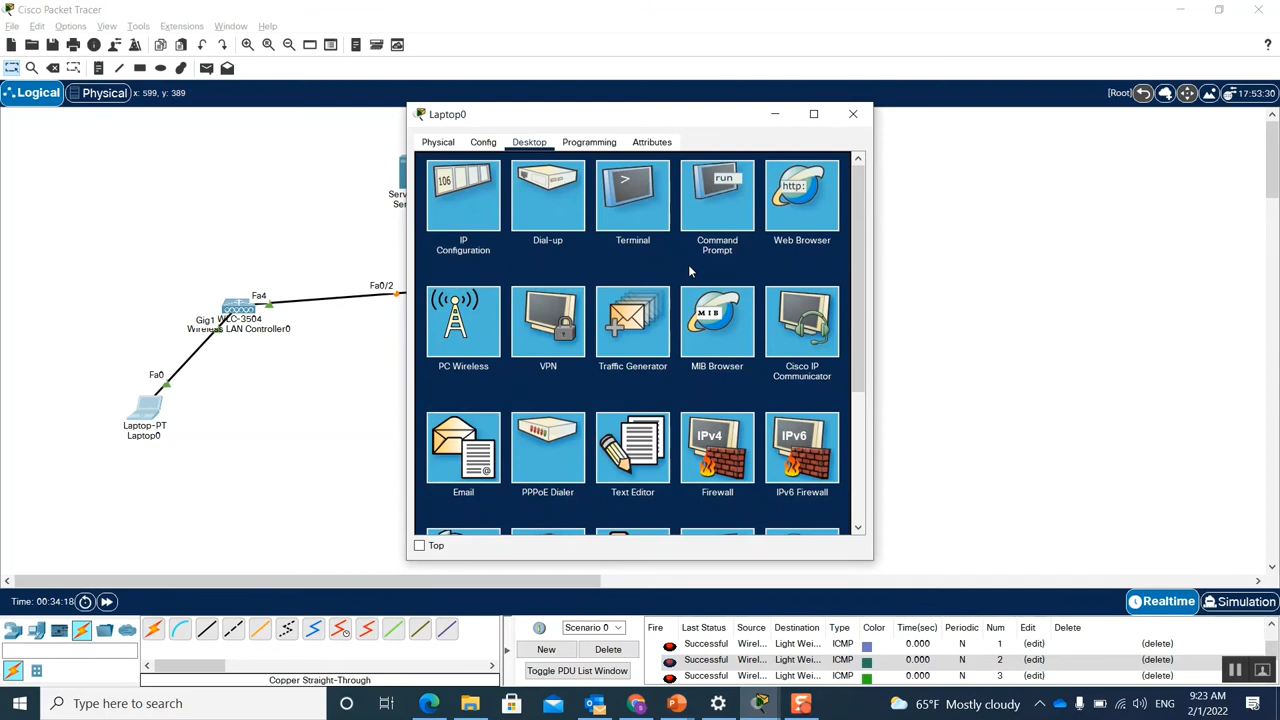 Cisco Packet Tracer
File Edit Options View Tools Extensions Window Help
Logical Physical x: 599, y: 389 [Root] 17:53:30
Laptop0
Physical Config Desktop Programming Attributes
106 > run http:
IP Configuration
Dial-up
Terminal
Command Prompt
Web Browser
MIB
PC Wireless
VPN
Traffic Generator
MIB Browser
Cisco IP Communicator
@
IPv4
IPv6
Email
PPPoE Dialer
Text Editor
Firewall
IPv6 Firewall
Top
Serv
Ser
Fa0/2
Fa4
Gig1 WLC-3504
Wireless LAN Controller0
Fa0
Laptop-PT
Laptop0
Time: 00:34:18
Realtime Simulation
Scenario 0
New Delete
Toggle PDU List Window
Copper Straight-Through
Fire Last Status Source Destination Type Color Time(sec) Periodic Num Edit Delete
Successful Wirel... Light Wei... ICMP 0.000 N 1 (edit) (delete)
Successful Wirel... Light Wei... ICMP 0.000 N 2 (edit) (delete)
Successful Wirel... Light Wei... ICMP 0.000 N 3 (edit) (delete)
Type here to search
65°F Mostly cloudy
ENG
9:23 AM
2/1/2022